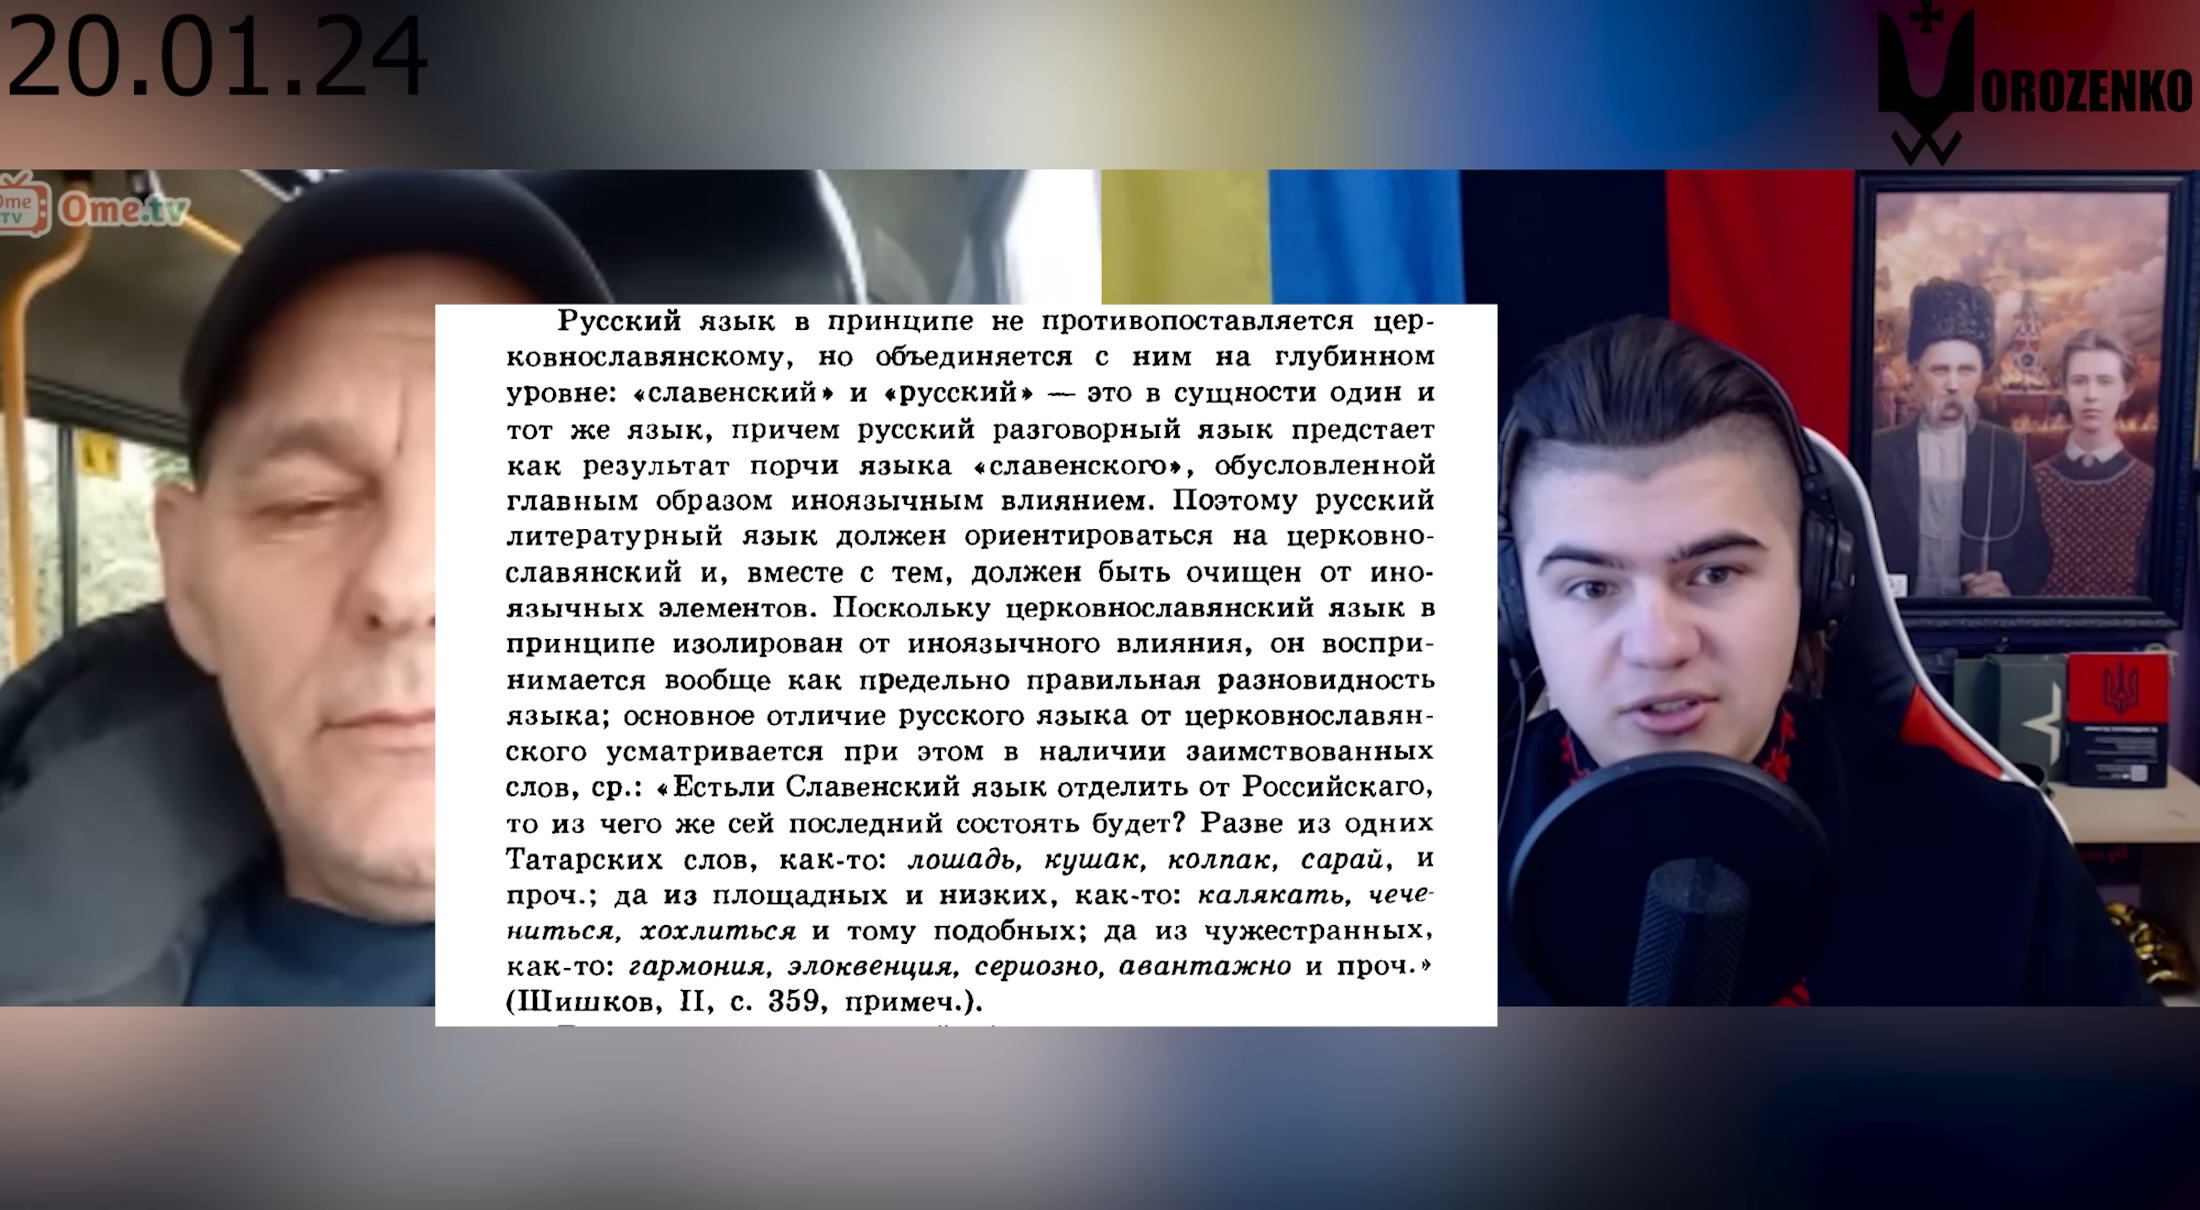 20.01.24
OROZENKO
Ome
TV
Ome.tv
Русский язык в принципе не противопоставляется цер-
ковнославянскому, но объединяется с ним на глубинном
уровне: «славенский» и «русский» — это в сущности один и
тот же язык, причем русский разговорный язык предстает
как результат порчи языка «славенского», обусловленной
главным образом иноязычным влиянием. Поэтому русский
литературный язык должен ориентироваться на церковно-
славянский и, вместе с тем, должен быть очищен от ино-
язычных элементов. Поскольку церковнославянский язык в
принципе изолирован от иноязычного влияния, он воспри-
нимается вообще как предельно правильная разновидность
языка; основное отличие русского языка от церковнославян-
ского усматривается при этом в наличии заимствованных
слов, ср.: «Естьли Славенский язык отделить от Российскаго,
то из чего же сей последний состоять будет? Разве из одних
Татарских слов, как-то: лошадь, кушак, колпак, сарай, и
проч.; да из площадных и низких, как-то: калякать, чече-
ниться, хохлиться и тому подобных; да из чужестранных,
как-то: гармония, элоквенция, сериозно, авантажно и проч.»
(Шишков, II, с. 359, примеч.).